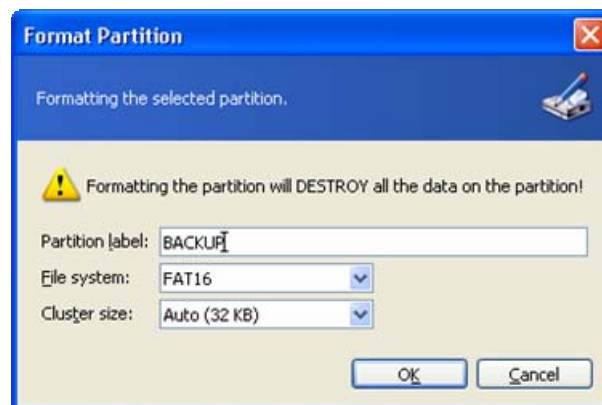 Format Partition
Formatting the selected partition.
Formatting the partition will DESTROY all the data on the partition!
Partition label: BACKUP
File system: FAT16
Cluster size: Auto (32 KB)
OK Cancel